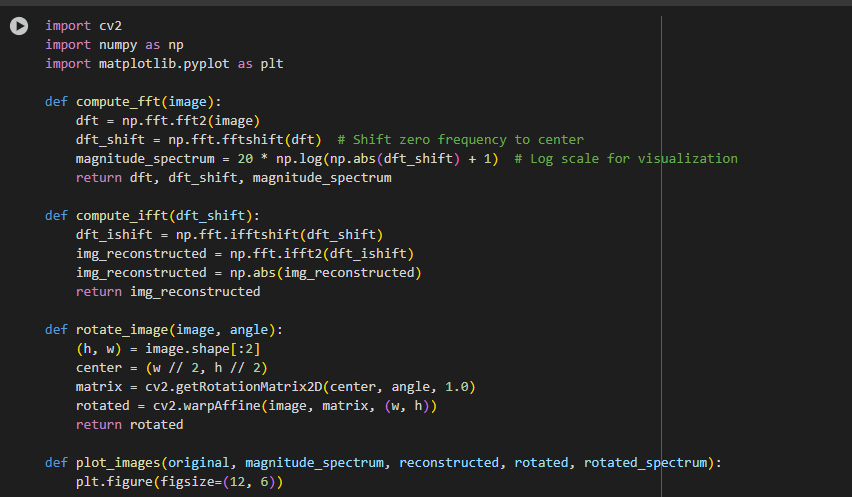 import cv2
import numpy as np
import matplotlib.pyplot as plt
def compute_fft(image):
dft = np.fft.fft2(image)
dft_shift = np.fft.fftshift(dft)  # Shift zero frequency to center
magnitude_spectrum = 20 * np.log(np.abs(dft_shift) + 1)  # Log scale for visualization
return dft, dft_shift, magnitude_spectrum
def compute_ifft(dft_shift):
dft_ishift = np.fft.ifftshift(dft_shift)
img_reconstructed = np.fft.ifft2(dft_ishift)
img_reconstructed = np.abs(img_reconstructed)
return img_reconstructed
def rotate_image(image, angle):
(h, w) = image.shape[:2]
center = (w // 2, h // 2)
matrix = cv2.getRotationMatrix2D(center, angle, 1.0)
rotated = cv2.warpAffine(image, matrix, (w, h))
return rotated
def plot_images(original, magnitude_spectrum, reconstructed, rotated, rotated_spectrum):
plt.figure(figsize=(12, 6))